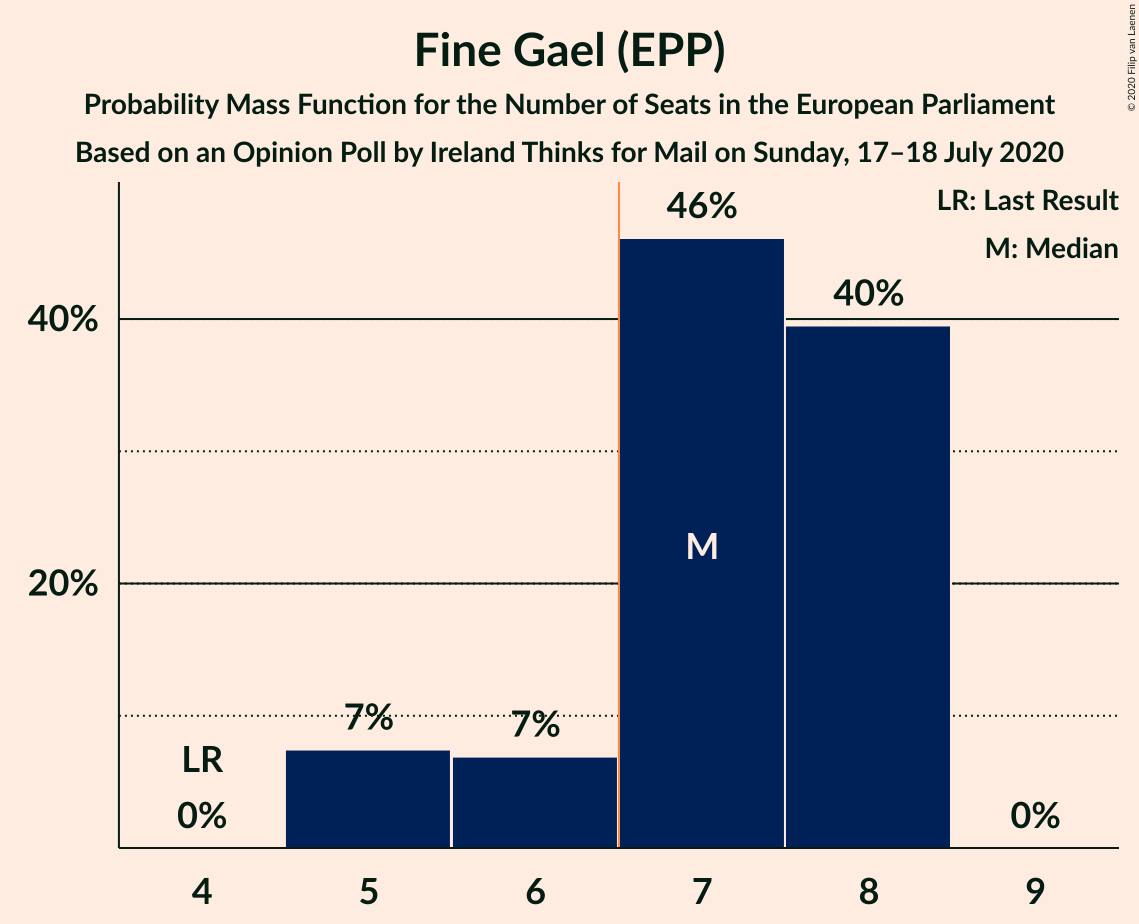 Fine Gael (EPP)
Probability Mass Function for the Number of Seats in the European Parliament
Based on an Opinion Poll by Ireland Thinks for Mail on Sunday, 17–18 July 2020
© 2020 Filip van Laenen
LR: Last Result
M: Median
46%
40%
40%
M
20%
7%
7%
LR
0%
0%
4 5 6 7 8 9